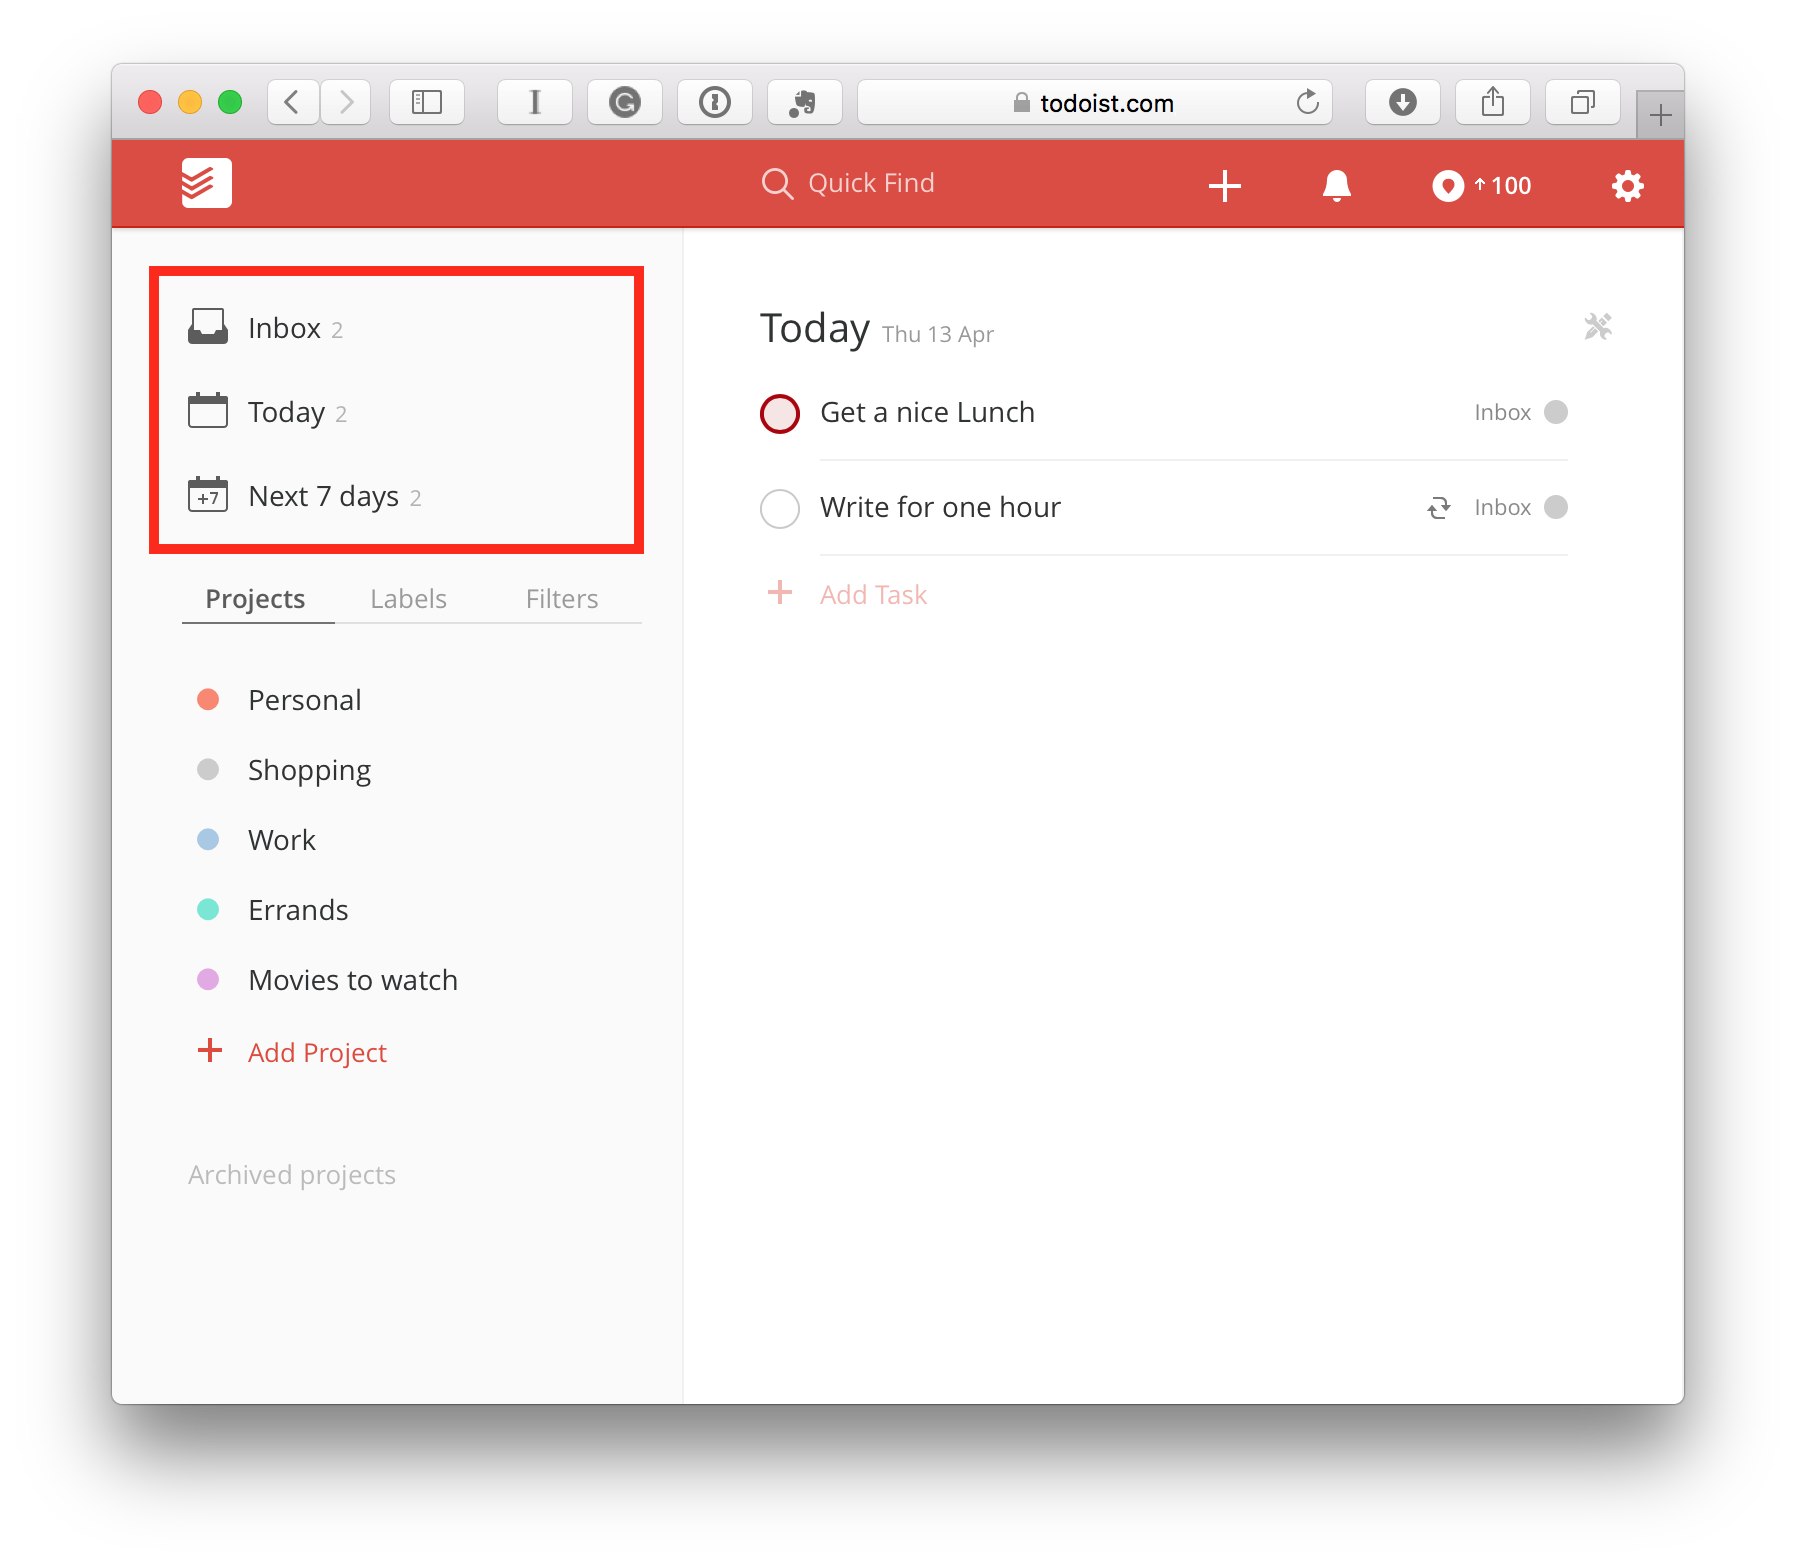 todoist.com
Quick Find
100
Inbox 2
Today 2
+7 Next 7 days 2
Projects Labels Filters
Personal
Shopping
Work
Errands
Movies to watch
+ Add Project
Archived projects
Today Thu 13 Apr
Get a nice Lunch Inbox
Write for one hour Inbox
+ Add Task